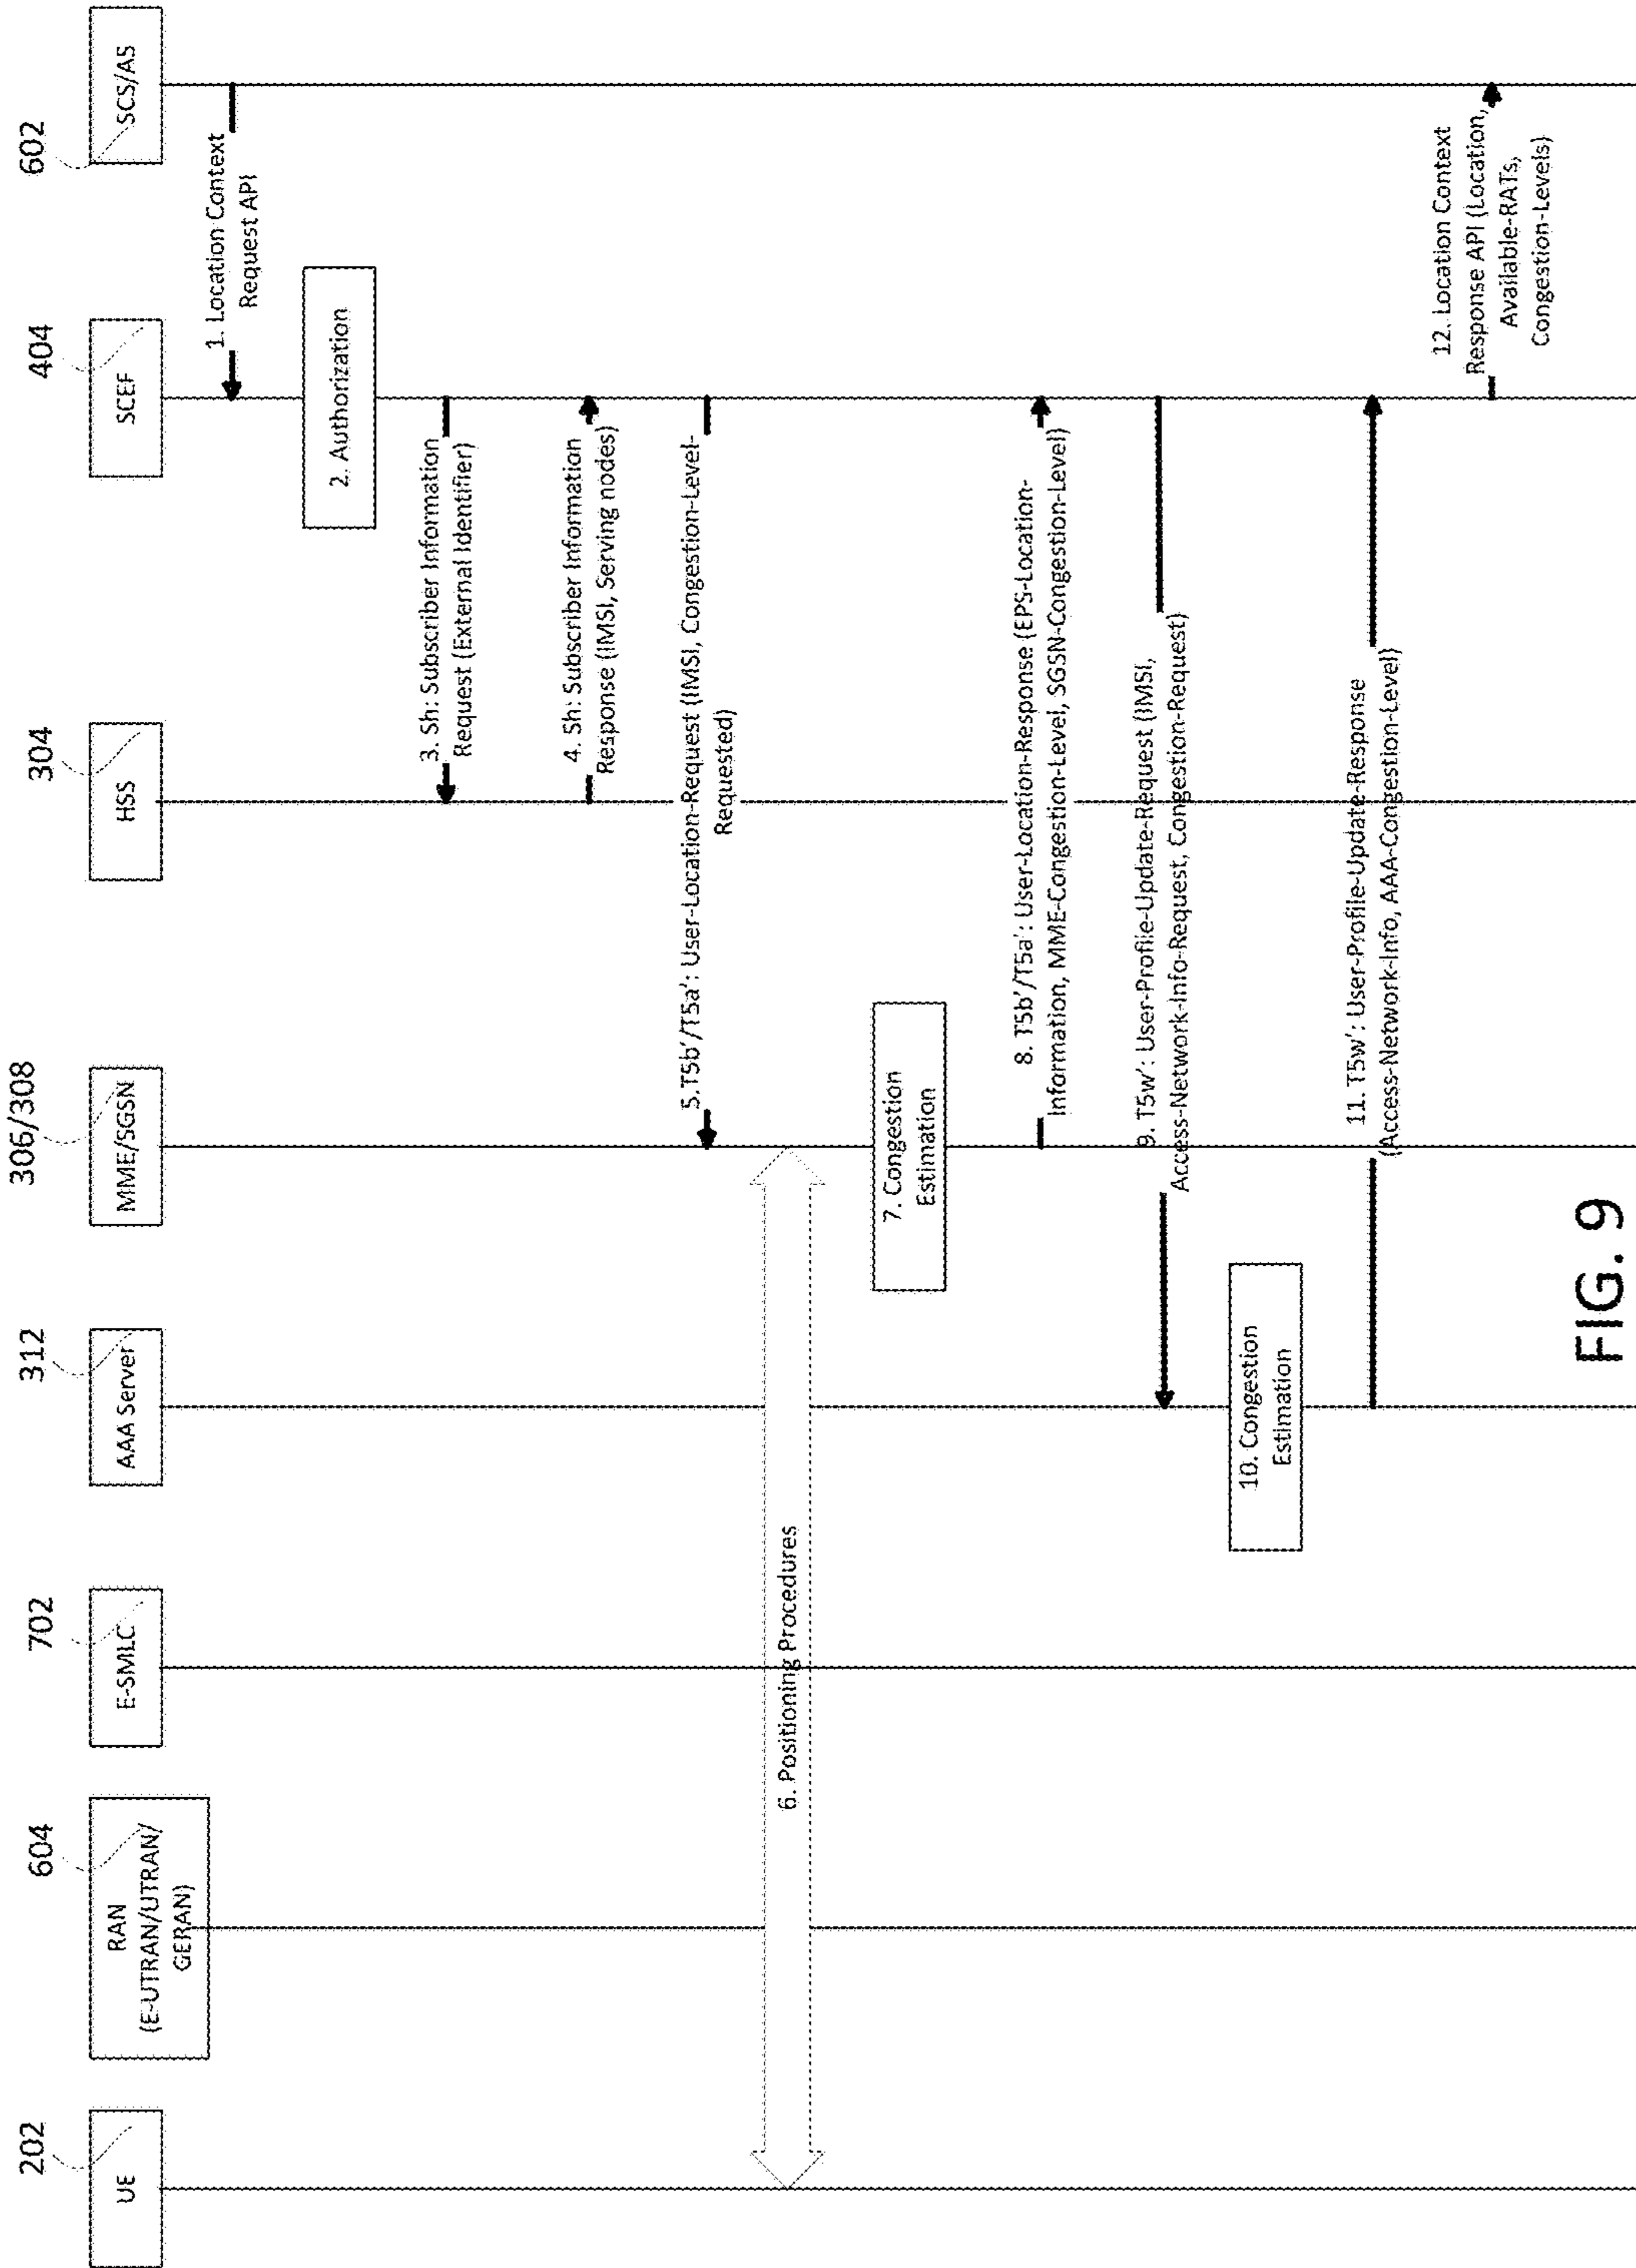 202
UE
604
RAN
(E-UTRAN/UTRAN/
GERAN)
702
E-SMLC
312
AAA Server
306/308
MME/SGSN
304
HSS
404
SCEF
602
SCS/AS
1. Location Context
Request API
2. Authorization
3. Sh: Subscriber Information
Request (External Identifier)
4. Sh: Subscriber Information
Response (IMSI, Serving nodes)
5.T5b'/T5a': User-Location-Request (IMSI, Congestion-Level-
Requested)
6. Positioning Procedures
7. Congestion
Estimation
8. T5b'/T5a': User-Location-Response (EPS-Location-
Information, MME-Congestion-Level, SGSN-Congestion-Level)
9. T5w': User-Profile-Update-Request (IMSI,
Access-Network-Info-Request, Congestion-Request)
10. Congestion
Estimation
11. T5w': User-Profile-Update-Response
(Access-Network-Info, AAA-Congestion-Level)
12. Location Context
Response API (Location,
Available-RATs,
Congestion-Levels)
FIG. 9